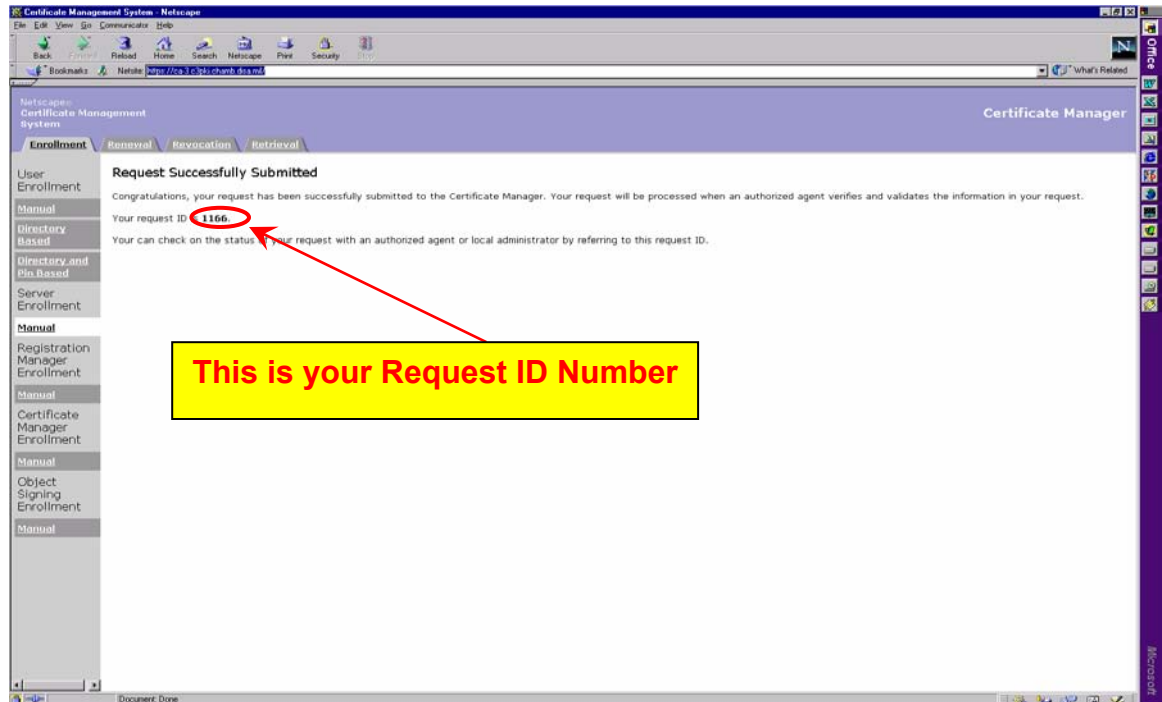 Certificate Management System - Netscape
File Edit View Go Communicator Help
Back Forward Reload Home Search Netscape Print Security Stop
Bookmarks Netsite: What's Related
Netscape
Certificate Management
System
Certificate Manager
Enrollment Renewal Revocation Retrieval
User
Enrollment
Manual
Directory
Based
Directory and
Pin Based
Server
Enrollment
Manual
Registration
Manager
Enrollment
Manual
Certificate
Manager
Enrollment
Manual
Object
Signing
Enrollment
Manual
Request Successfully Submitted
Congratulations, your request has been successfully submitted to the Certificate Manager. Your request will be processed when an authorized agent verifies and validates the information in your request.
Your request ID is 1166.
Your can check on the status of your request with an authorized agent or local administrator by referring to this request ID.
This is your Request ID Number
Document: Done
Office
Microsoft